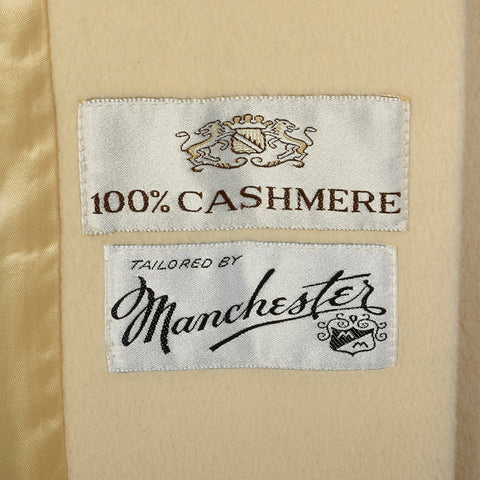 100% CASHMERE
TAILORED BY
Manchester
M